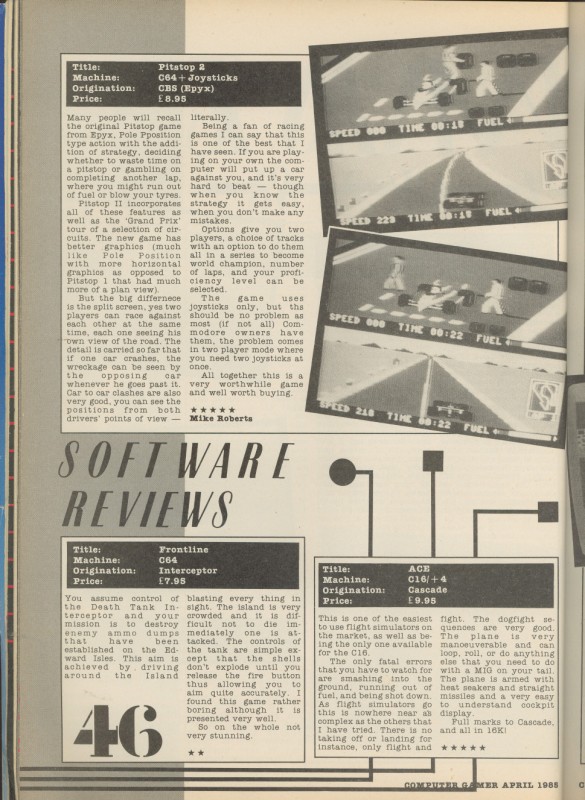 Title: Pitstop 2
Machine: C64+Joysticks
Origination: CBS (Epyx)
Price: £8.95
Many people will recall
the original Pitstop game
from Epyx, Pole Pposition
type action with the addi-
tion of strategy, deciding
whether to waste time on
a pitstop or gambling on
completing another lap,
where you might run out
of fuel or blow your tyres.
Pitstop II incorporates
all of these features as
well as the 'Grand Prix'
tour of a selection of cir-
cuits. The new game has
better graphics (much
like Pole Position
with more horizontal
graphics as opposed to
Pitstop 1 that had much
more of a plan view).
But the big differnece
is the split screen, yes two
players can race against
each other at the same
time, each one seeing his
own view of the road. The
detail is carried so far that
if one car crashes, the
wreckage can be seen by
the opposing car
whenever he goes past it.
Car to car clashes are also
very good, you can see the
positions from both
drivers' points of view —
literally.
Being a fan of racing
games I can say that this
is one of the best that I
have seen. If you are play-
ing on your own the com-
puter will put up a car
against you, and it's very
hard to beat — though
when you know the
strategy it gets easy,
when you don't make any
mistakes.
Options give you two
players, a choice of tracks
with an option to do them
all in a series to become
world champion, number
of laps, and your profi-
ciency level can be
selected.
The game uses
joysticks only, but ths
should be no problem as
most (if not all) Com-
modore owners have
them, the problem comes
in two player mode where
you need two joysticks at
once.
All together this is a
very worthwhile game
and well worth buying.
★★★★★
Mike Roberts
SPEED 000 TIME 00:18 FUEL
SPEED 229 TIME 00:18 FUEL
SPEED 000 TIME 00:22 FUEL
SPEED 218 TIME 00:22 FUEL
SOFTWARE
REVIEWS
Title: Frontline
Machine: C64
Origination: Interceptor
Price: £7.95
You assume control of
the Death Tank In-
terceptor and your
mission is to destroy
enemy ammo dumps
that have been
established on the Ed-
ward Isles. This aim is
achieved by driving
around the Island
blasting every thing in
sight. The island is very
crowded and it is dif-
ficult not to die im-
mediately one is at-
tacked. The controls of
the tank are simple ex-
cept that the shells
don't explode until you
release the fire button
thus allowing you to
aim quite accurately. I
found this game rather
boring although it is
presented very well.
So on the whole not
very stunning.
★★
Title: ACE
Machine: C16/+4
Origination: Cascade
Price: £9.95
This is one of the easiest
to use flight simulators on
the market, as well as be-
ing the only one available
for the C16.
The only fatal errors
that you have to watch for
are smashing into the
ground, running out of
fuel, and being shot down.
As flight simulators go
this is nowhere near as
complex as the others that
I have tried. There is no
taking off or landing for
instance, only flight and
fight. The dogfight se-
quences are very good.
The plane is very
manoeuverable and can
loop, roll, or do anything
else that you need to do
with a MIG on your tail.
The plane is armed with
heat seakers and straight
missiles and a very easy
to understand cockpit
display.
Full marks to Cascade,
and all in 16K!
★★★★★
46
COMPUTER GAMER APRIL 1985
C